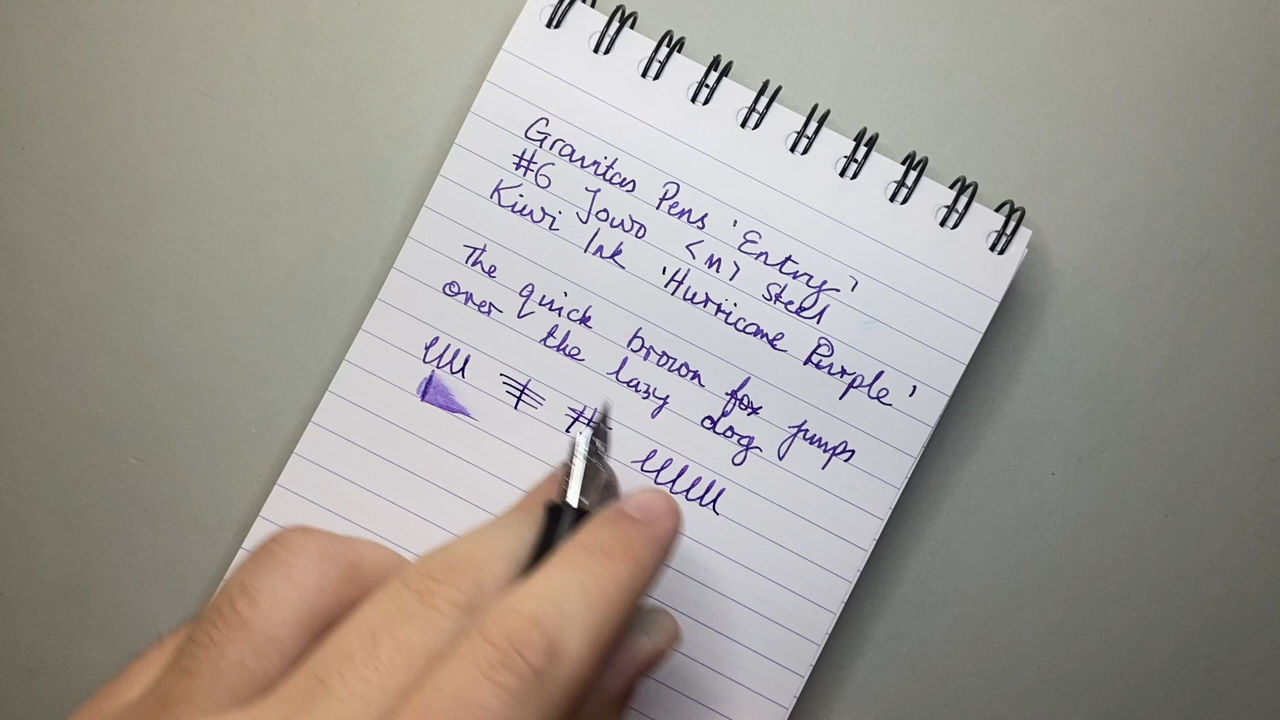 Gravitas Pens 'Entry'
#6 Jowo <M> Steel
Kiwi Ink 'Hurricane Purple'
The quick brown fox jumps
over the lazy dog